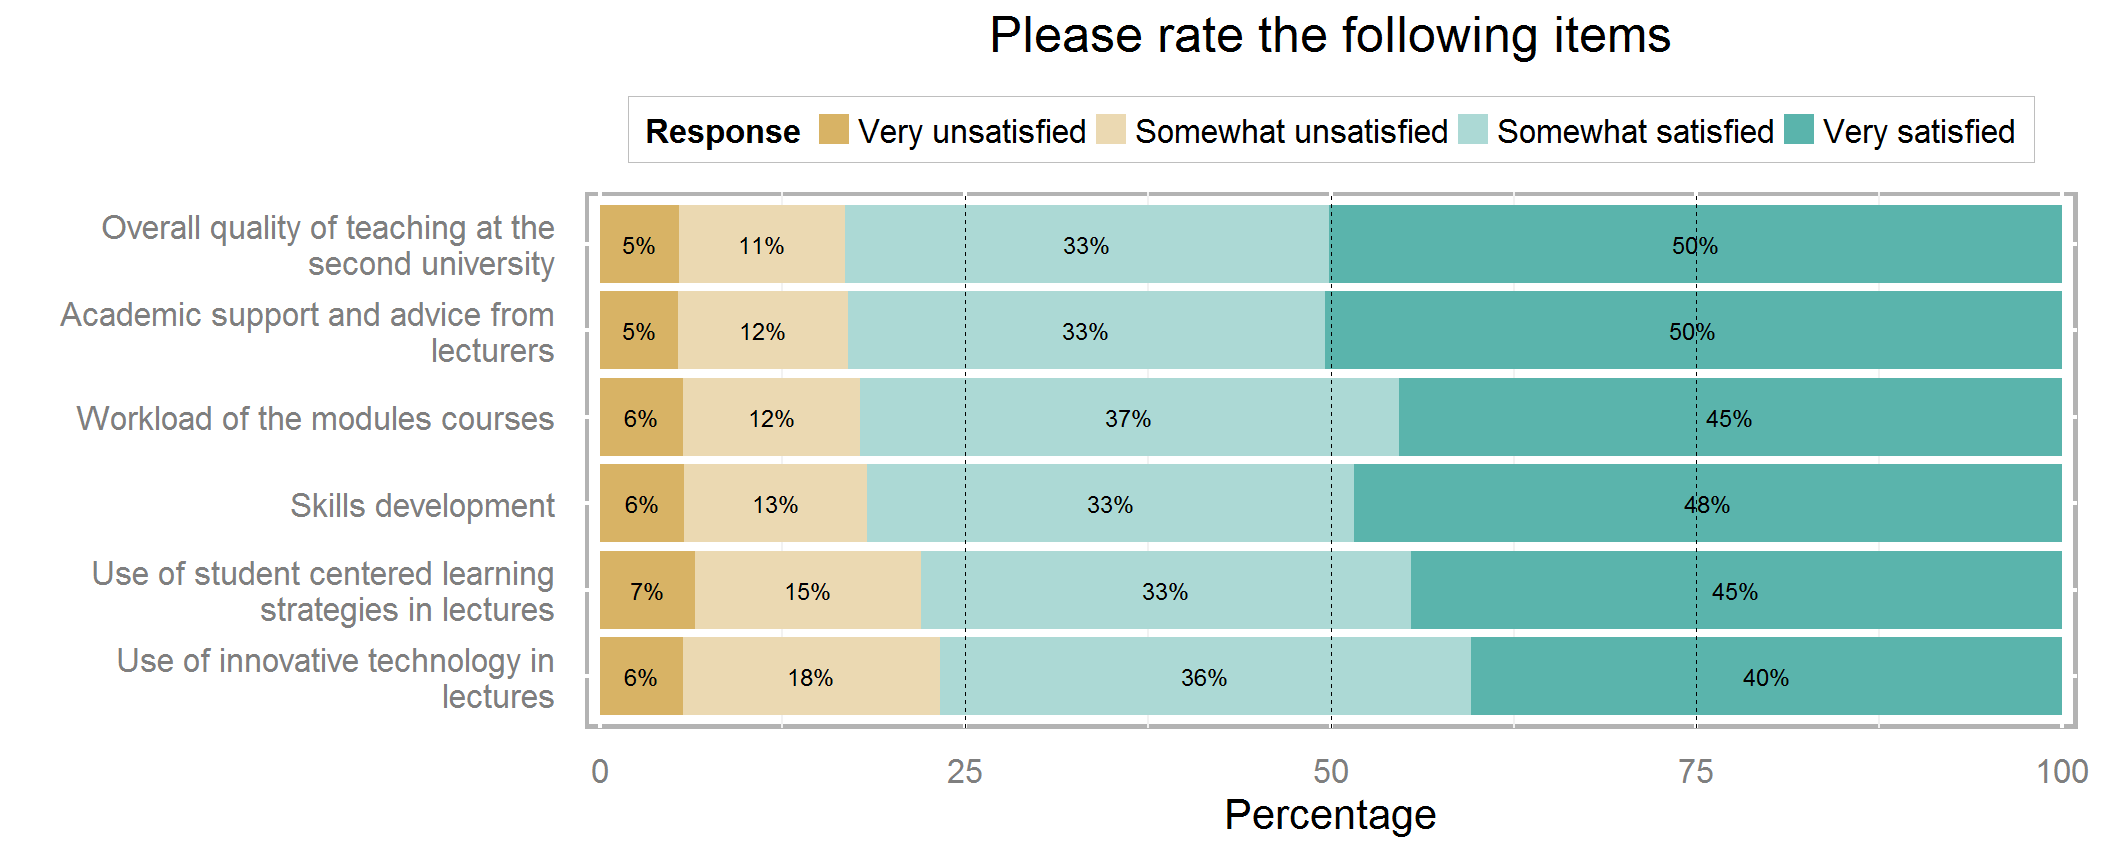 Please rate the following items
Response Very unsatisfied Somewhat unsatisfied Somewhat satisfied Very satisfied
Overall quality of teaching at the
second university
5% 11% 33% 50%
Academic support and advice from
lecturers
5% 12% 33% 50%
Workload of the modules courses
6% 12% 37% 45%
Skills development
6% 13% 33% 48%
Use of student centered learning
strategies in lectures
7% 15% 33% 45%
Use of innovative technology in
lectures
6% 18% 36% 40%
0 25 50 75 100
Percentage